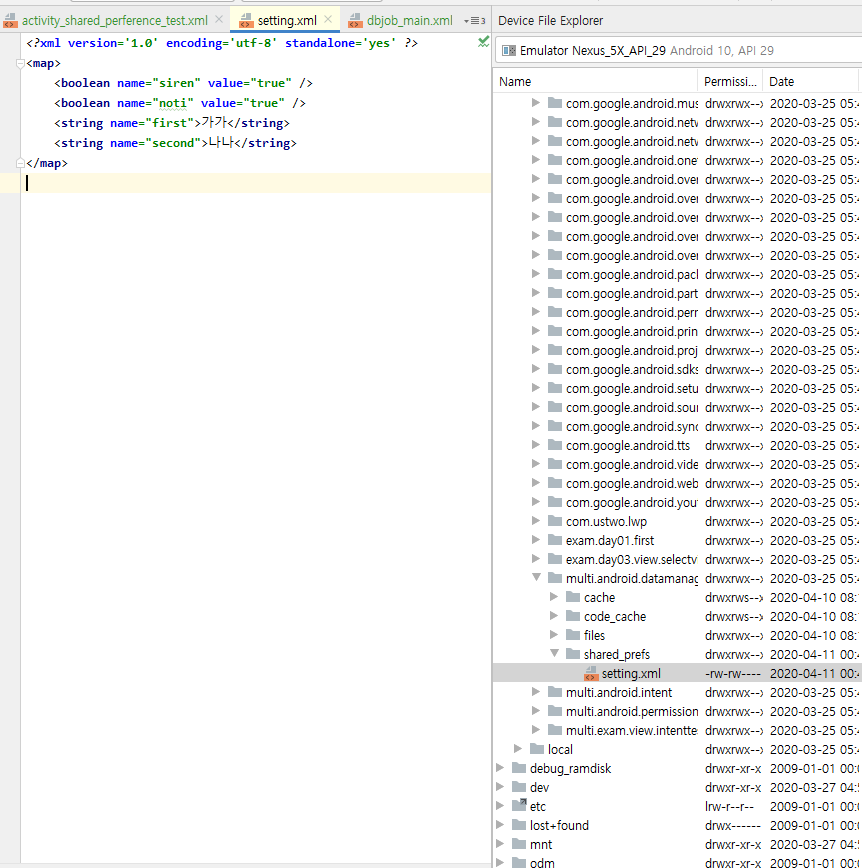 activity_shared_perference_test.xml
setting.xml
dbjob_main.xml
3
<?xml version='1.0' encoding='utf-8' standalone='yes' ?>
<map>
<boolean name="siren" value="true" />
<boolean name="noti" value="true" />
<string name="first">가가</string>
<string name="second">나나</string>
</map>
Device File Explorer
Emulator Nexus_5X_API_29 Android 10, API 29
Name Permissi... Date
com.google.android.mus drwxrwx--x 2020-03-25 05:4
com.google.android.netw drwxrwx--x 2020-03-25 05:4
com.google.android.netw drwxrwx--x 2020-03-25 05:4
com.google.android.onet drwxrwx--x 2020-03-25 05:4
com.google.android.over drwxrwx--x 2020-03-25 05:4
com.google.android.over drwxrwx--x 2020-03-25 05:4
com.google.android.over drwxrwx--x 2020-03-25 05:4
com.google.android.over drwxrwx--x 2020-03-25 05:4
com.google.android.over drwxrwx--x 2020-03-25 05:4
com.google.android.pack drwxrwx--x 2020-03-25 05:4
com.google.android.part drwxrwx--x 2020-03-25 05:4
com.google.android.perr drwxrwx--x 2020-03-25 05:4
com.google.android.prin drwxrwx--x 2020-03-25 05:4
com.google.android.proj drwxrwx--x 2020-03-25 05:4
com.google.android.sdks drwxrwx--x 2020-03-25 05:4
com.google.android.setu drwxrwx--x 2020-03-25 05:4
com.google.android.sour drwxrwx--x 2020-03-25 05:4
com.google.android.sync drwxrwx--x 2020-03-25 05:4
com.google.android.tts drwxrwx--x 2020-03-25 05:4
com.google.android.vide drwxrwx--x 2020-03-25 05:4
com.google.android.web drwxrwx--x 2020-03-25 05:4
com.google.android.you drwxrwx--x 2020-03-25 05:4
com.ustwo.lwp drwxrwx--x 2020-03-25 05:4
exam.day01.first drwxrwx--x 2020-03-25 05:4
exam.day03.view.selectv drwxrwx--x 2020-03-25 05:4
multi.android.datamanag drwxrwx--x 2020-03-25 05:4
cache drwxrws--x 2020-04-10 08:
code_cache drwxrws--x 2020-04-10 08:
files drwxrwx--x 2020-04-10 08:
shared_prefs drwxrwx--x 2020-04-11 00:4
setting.xml -rw-rw---- 2020-04-11 00:4
multi.android.intent drwxrwx--x 2020-03-25 05:4
multi.android.permission drwxrwx--x 2020-03-25 05:4
multi.exam.view.intentte drwxrwx--x 2020-03-25 05:4
local drwxrwx--x 2020-03-25 05:4
debug_ramdisk drwxr-xr-x 2009-01-01 00:0
dev drwxr-xr-x 2020-03-27 04:5
etc lrw-r--r-- 2009-01-01 00:0
lost+found drwx------ 2009-01-01 00:0
mnt drwxr-xr-x 2020-03-27 04:5
odm drwxr-xr-x 2009-01-01 00:0